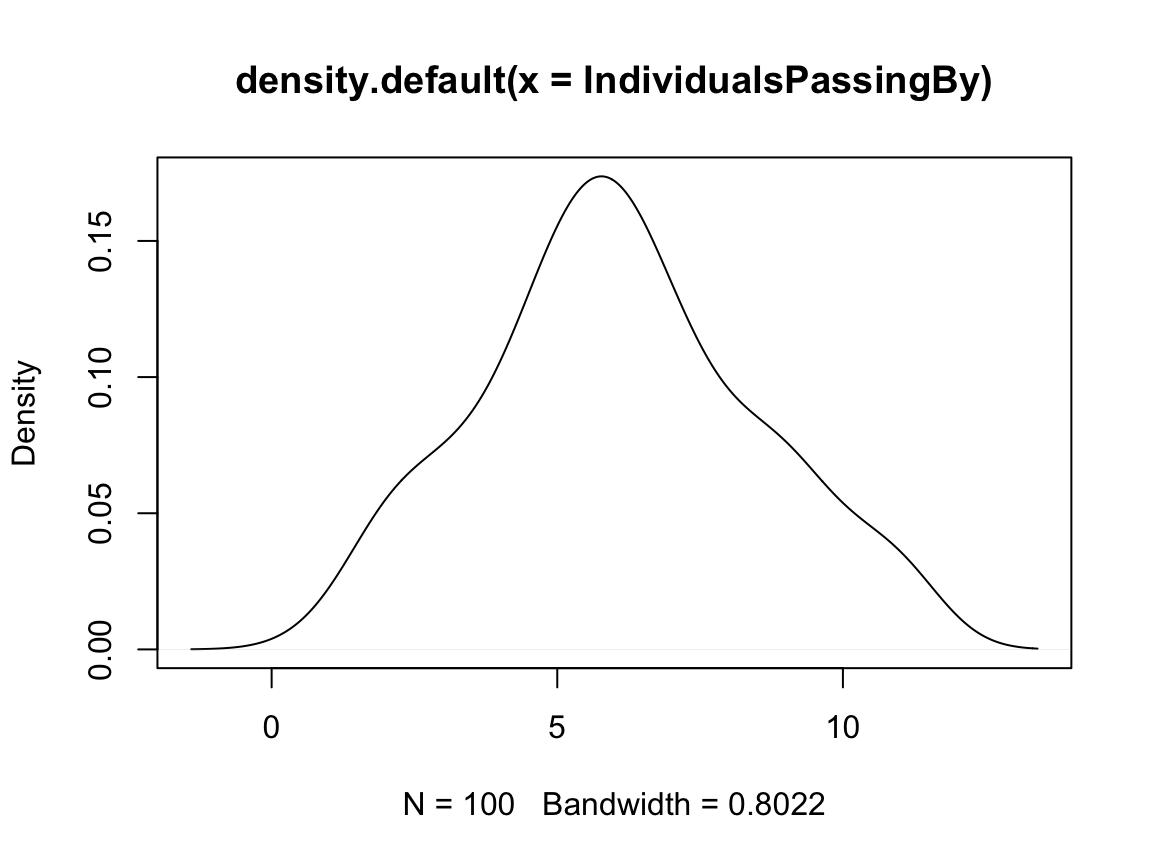 density.default(x = IndividualsPassingBy)
Density
0.15
0.10
0.05
0.00
0 5 10
N = 100 Bandwidth = 0.8022